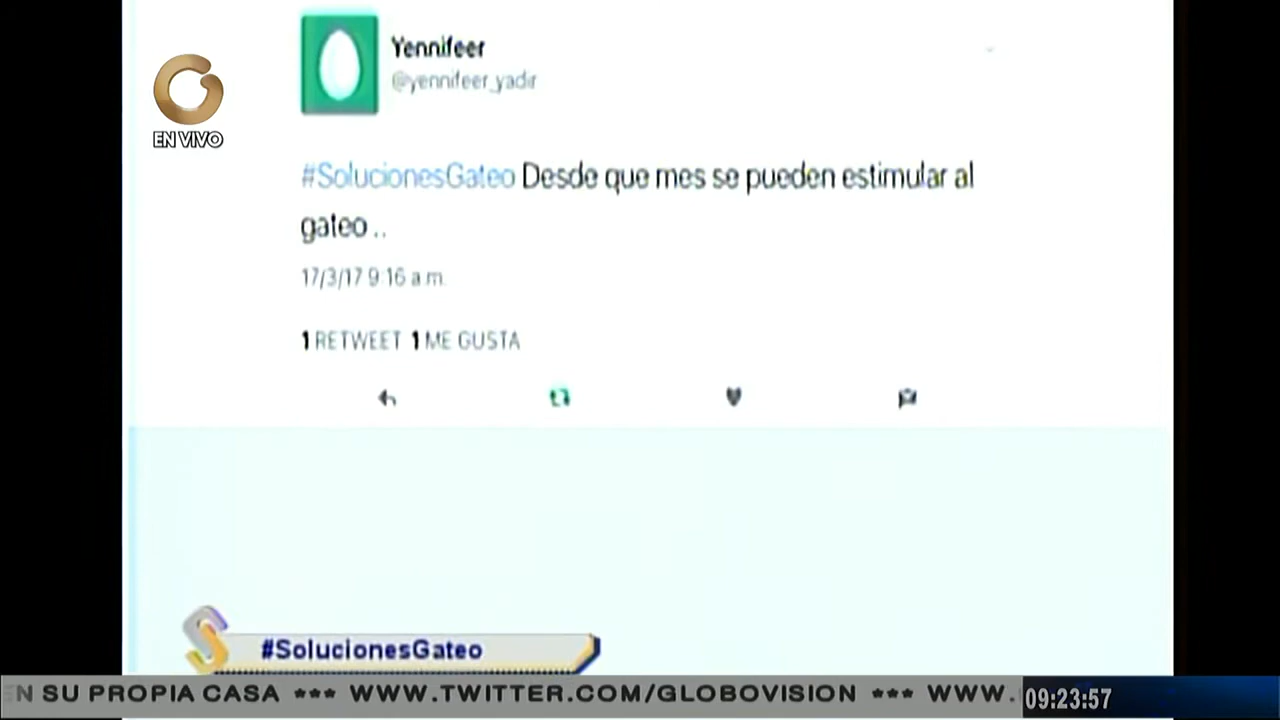 Yennifeer
@yennifeer_yadir
EN VIVO
#SolucionesGateo Desde que mes se pueden estimular al
gateo ..
17/3/17 9:16 a.m.
1 RETWEET 1 ME GUSTA
#SolucionesGateo
N SU PROPIA CASA *** WWW.TWITTER.COM/GLOBOVISION *** WWW.
09:23:57